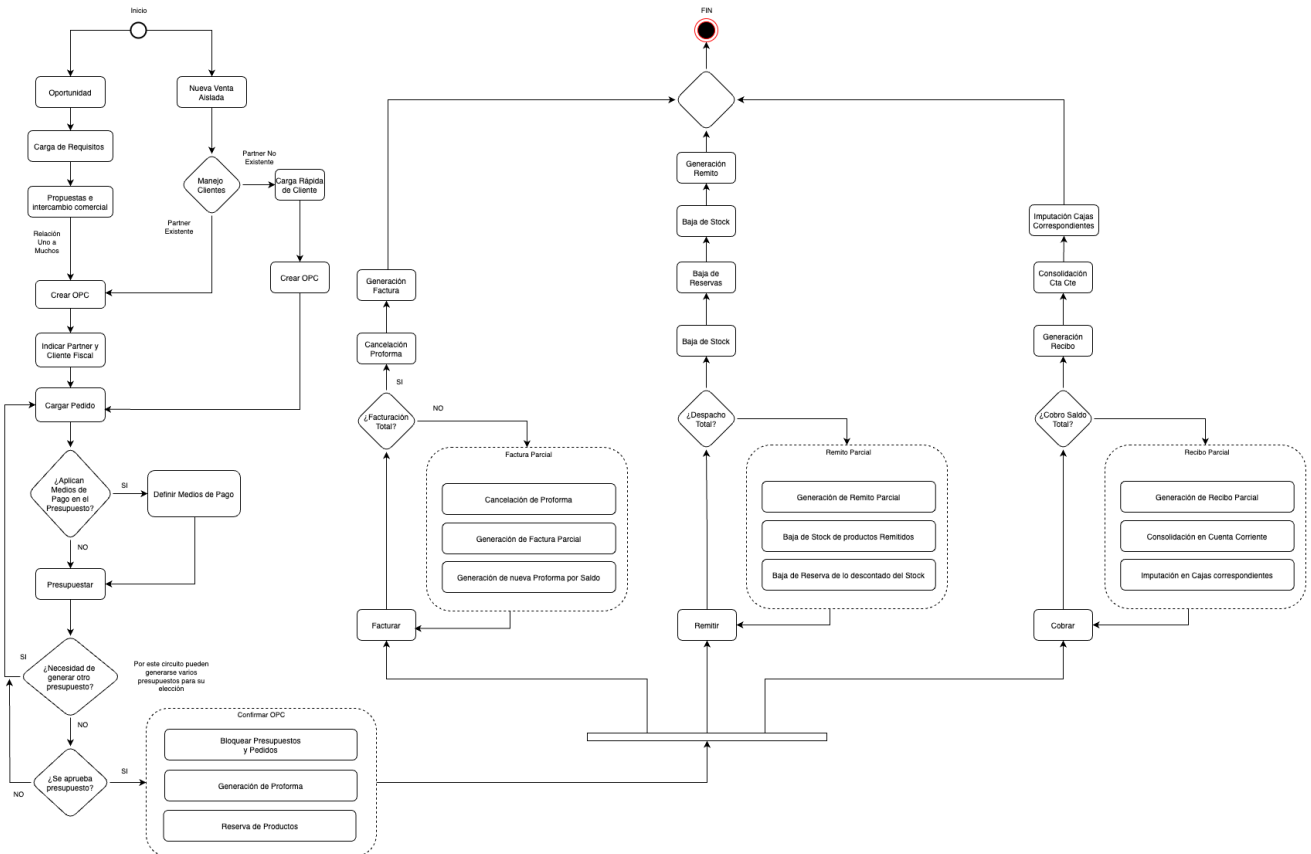 Inicio
Oportunidad
Nueva Venta
Aislada
Carga de Requisitos
Manejo
Clientes
Partner No
Existente
Carga Rápida
de Cliente
Propuestas e
intercambio comercial
Relación
Uno a
Muchos
Partner
Existente
Crear OPC
Crear OPC
Indicar Partner y
Cliente Fiscal
Cargar Pedido
¿Aplican
Medios de
Pago en el
Presupuesto?
SI
Definir Medios de Pago
NO
Presupuestar
SI
¿Necesidad de
generar otro
presupuesto?
Por este circuito pueden
generarse varios
presupuestos para su
elección
NO
¿Se aprueba
presupuesto?
NO
SI
Confirmar OPC
Bloquear Presupuestos
y Pedidos
Generación de Proforma
Reserva de Productos
Facturar
¿Facturación
Total?
SI
NO
Cancelación
Proforma
Generación
Factura
Factura Parcial
Cancelación de Proforma
Generación de Factura Parcial
Generación de nueva Proforma por Saldo
Remitir
¿Despacho
Total?
Baja de Stock
Baja de
Reservas
Baja de Stock
Generación
Remito
Remito Parcial
Generación de Remito Parcial
Baja de Stock de productos Remitidos
Baja de Reserva de lo descontado del Stock
Cobrar
¿Cobro Saldo
Total?
Generación
Recibo
Consolidación
Cta Cte
Imputación Cajas
Correspondientes
Recibo Parcial
Generación de Recibo Parcial
Consolidación en Cuenta Corriente
Imputación en Cajas correspondientes
FIN